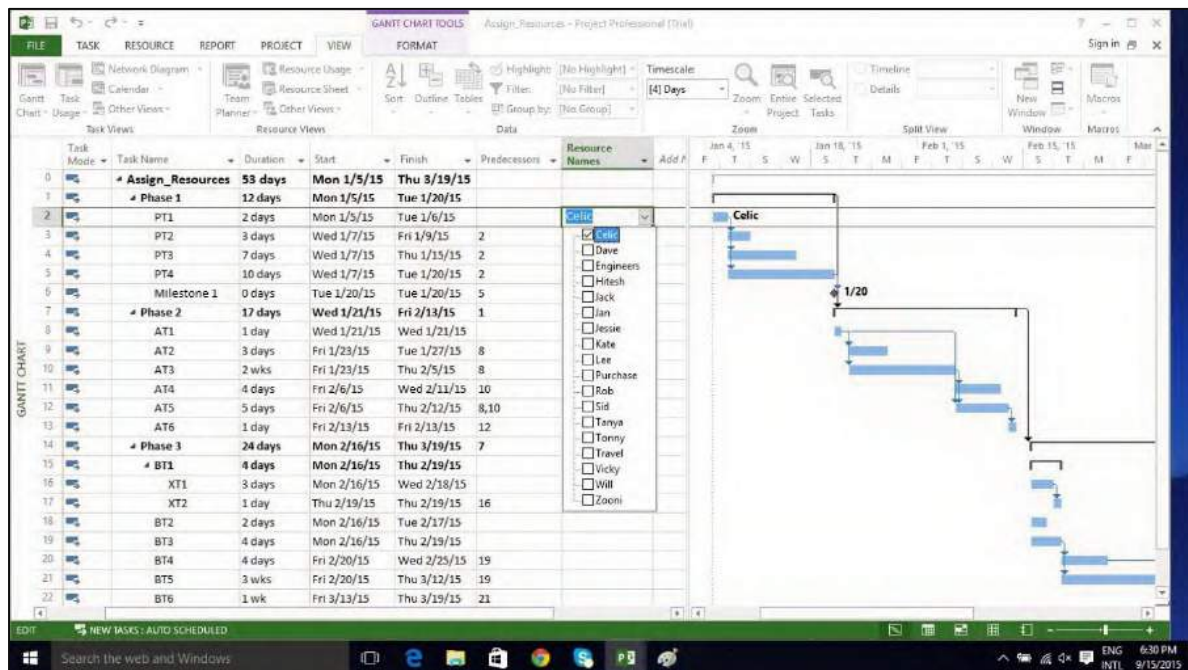 GANTT CHART TOOLS Assign_Resources - Project Professional (Trial)
FILE TASK RESOURCE REPORT PROJECT VIEW FORMAT Sign in
Network Diagram Resource Usage Highlight: [No Highlight] Timescale: Timeline
Calendar Resource Sheet Filter: [No Filter] [4] Days Details
Gantt Chart Task Usage Other Views Team Planner Other Views Sort Outline Tables Group by: [No Group] Zoom Entire Project Selected Tasks New Window Macros
Task Views Resource Views Data Zoom Split View Window Macros
Task Mode Task Name Duration Start Finish Predecessors Resource Names Add Jan 4, '15 Jan 18, '15 Feb 1, '15 Feb 15, '15 Mar
F T S W S T M F T S W S T M F
0 Assign_Resources 53 days Mon 1/5/15 Thu 3/19/15
1 Phase 1 12 days Mon 1/5/15 Tue 1/20/15
2 PT1 2 days Mon 1/5/15 Tue 1/6/15 Celic Celic
3 PT2 3 days Wed 1/7/15 Fri 1/9/15 2
4 PT3 7 days Wed 1/7/15 Thu 1/15/15 2
5 PT4 10 days Wed 1/7/15 Tue 1/20/15 2
6 Milestone 1 0 days Tue 1/20/15 Tue 1/20/15 5 1/20
7 Phase 2 17 days Wed 1/21/15 Fri 2/13/15 1
8 AT1 1 day Wed 1/21/15 Wed 1/21/15
9 AT2 3 days Fri 1/23/15 Tue 1/27/15 8
10 AT3 2 wks Fri 1/23/15 Thu 2/5/15 8
11 AT4 4 days Fri 2/6/15 Wed 2/11/15 10
12 AT5 5 days Fri 2/6/15 Thu 2/12/15 8,10
13 AT6 1 day Fri 2/13/15 Fri 2/13/15 12
14 Phase 3 24 days Mon 2/16/15 Thu 3/19/15 7
15 BT1 4 days Mon 2/16/15 Thu 2/19/15
16 XT1 3 days Mon 2/16/15 Wed 2/18/15
17 XT2 1 day Thu 2/19/15 Thu 2/19/15 16
18 BT2 2 days Mon 2/16/15 Tue 2/17/15
19 BT3 4 days Mon 2/16/15 Thu 2/19/15
20 BT4 4 days Fri 2/20/15 Wed 2/25/15 19
21 BT5 3 wks Fri 2/20/15 Thu 3/12/15 19
22 BT6 1 wk Fri 3/13/15 Thu 3/19/15 21
Celic
Dave
Engineers
Hitesh
Jack
Jan
Jessie
Kate
Lee
Purchase
Rob
Sid
Tanya
Tonny
Travel
Vicky
Will
Zooni
GANTT CHART
EDIT NEW TASKS : AUTO SCHEDULED
Search the web and Windows
ENG 6:30 PM
INTL 9/15/2015